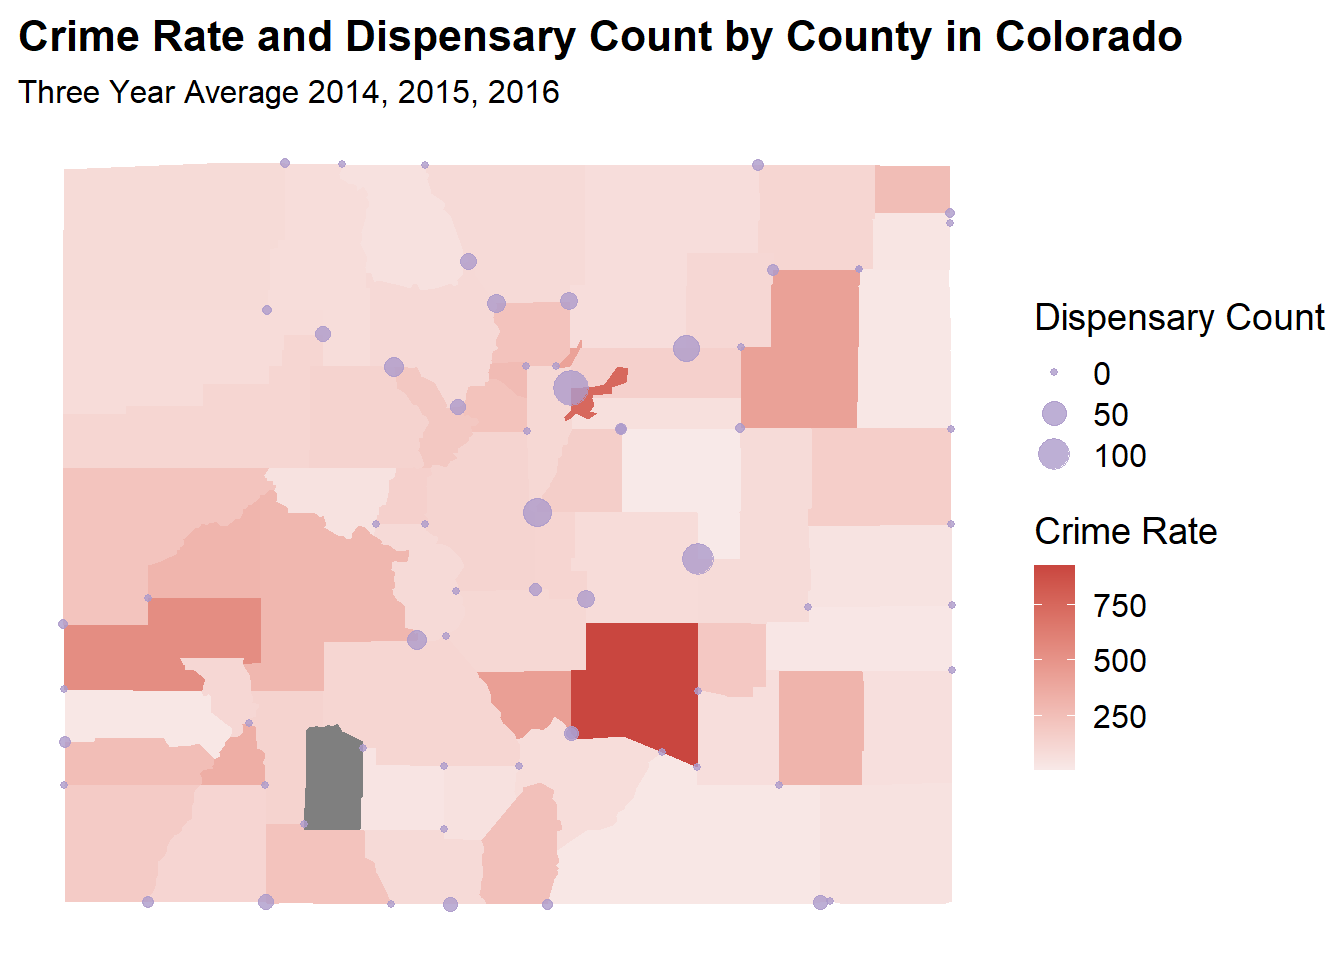 Crime Rate and Dispensary Count by County in Colorado
Three Year Average 2014, 2015, 2016
Dispensary Count
0
50
100
Crime Rate
750
500
250